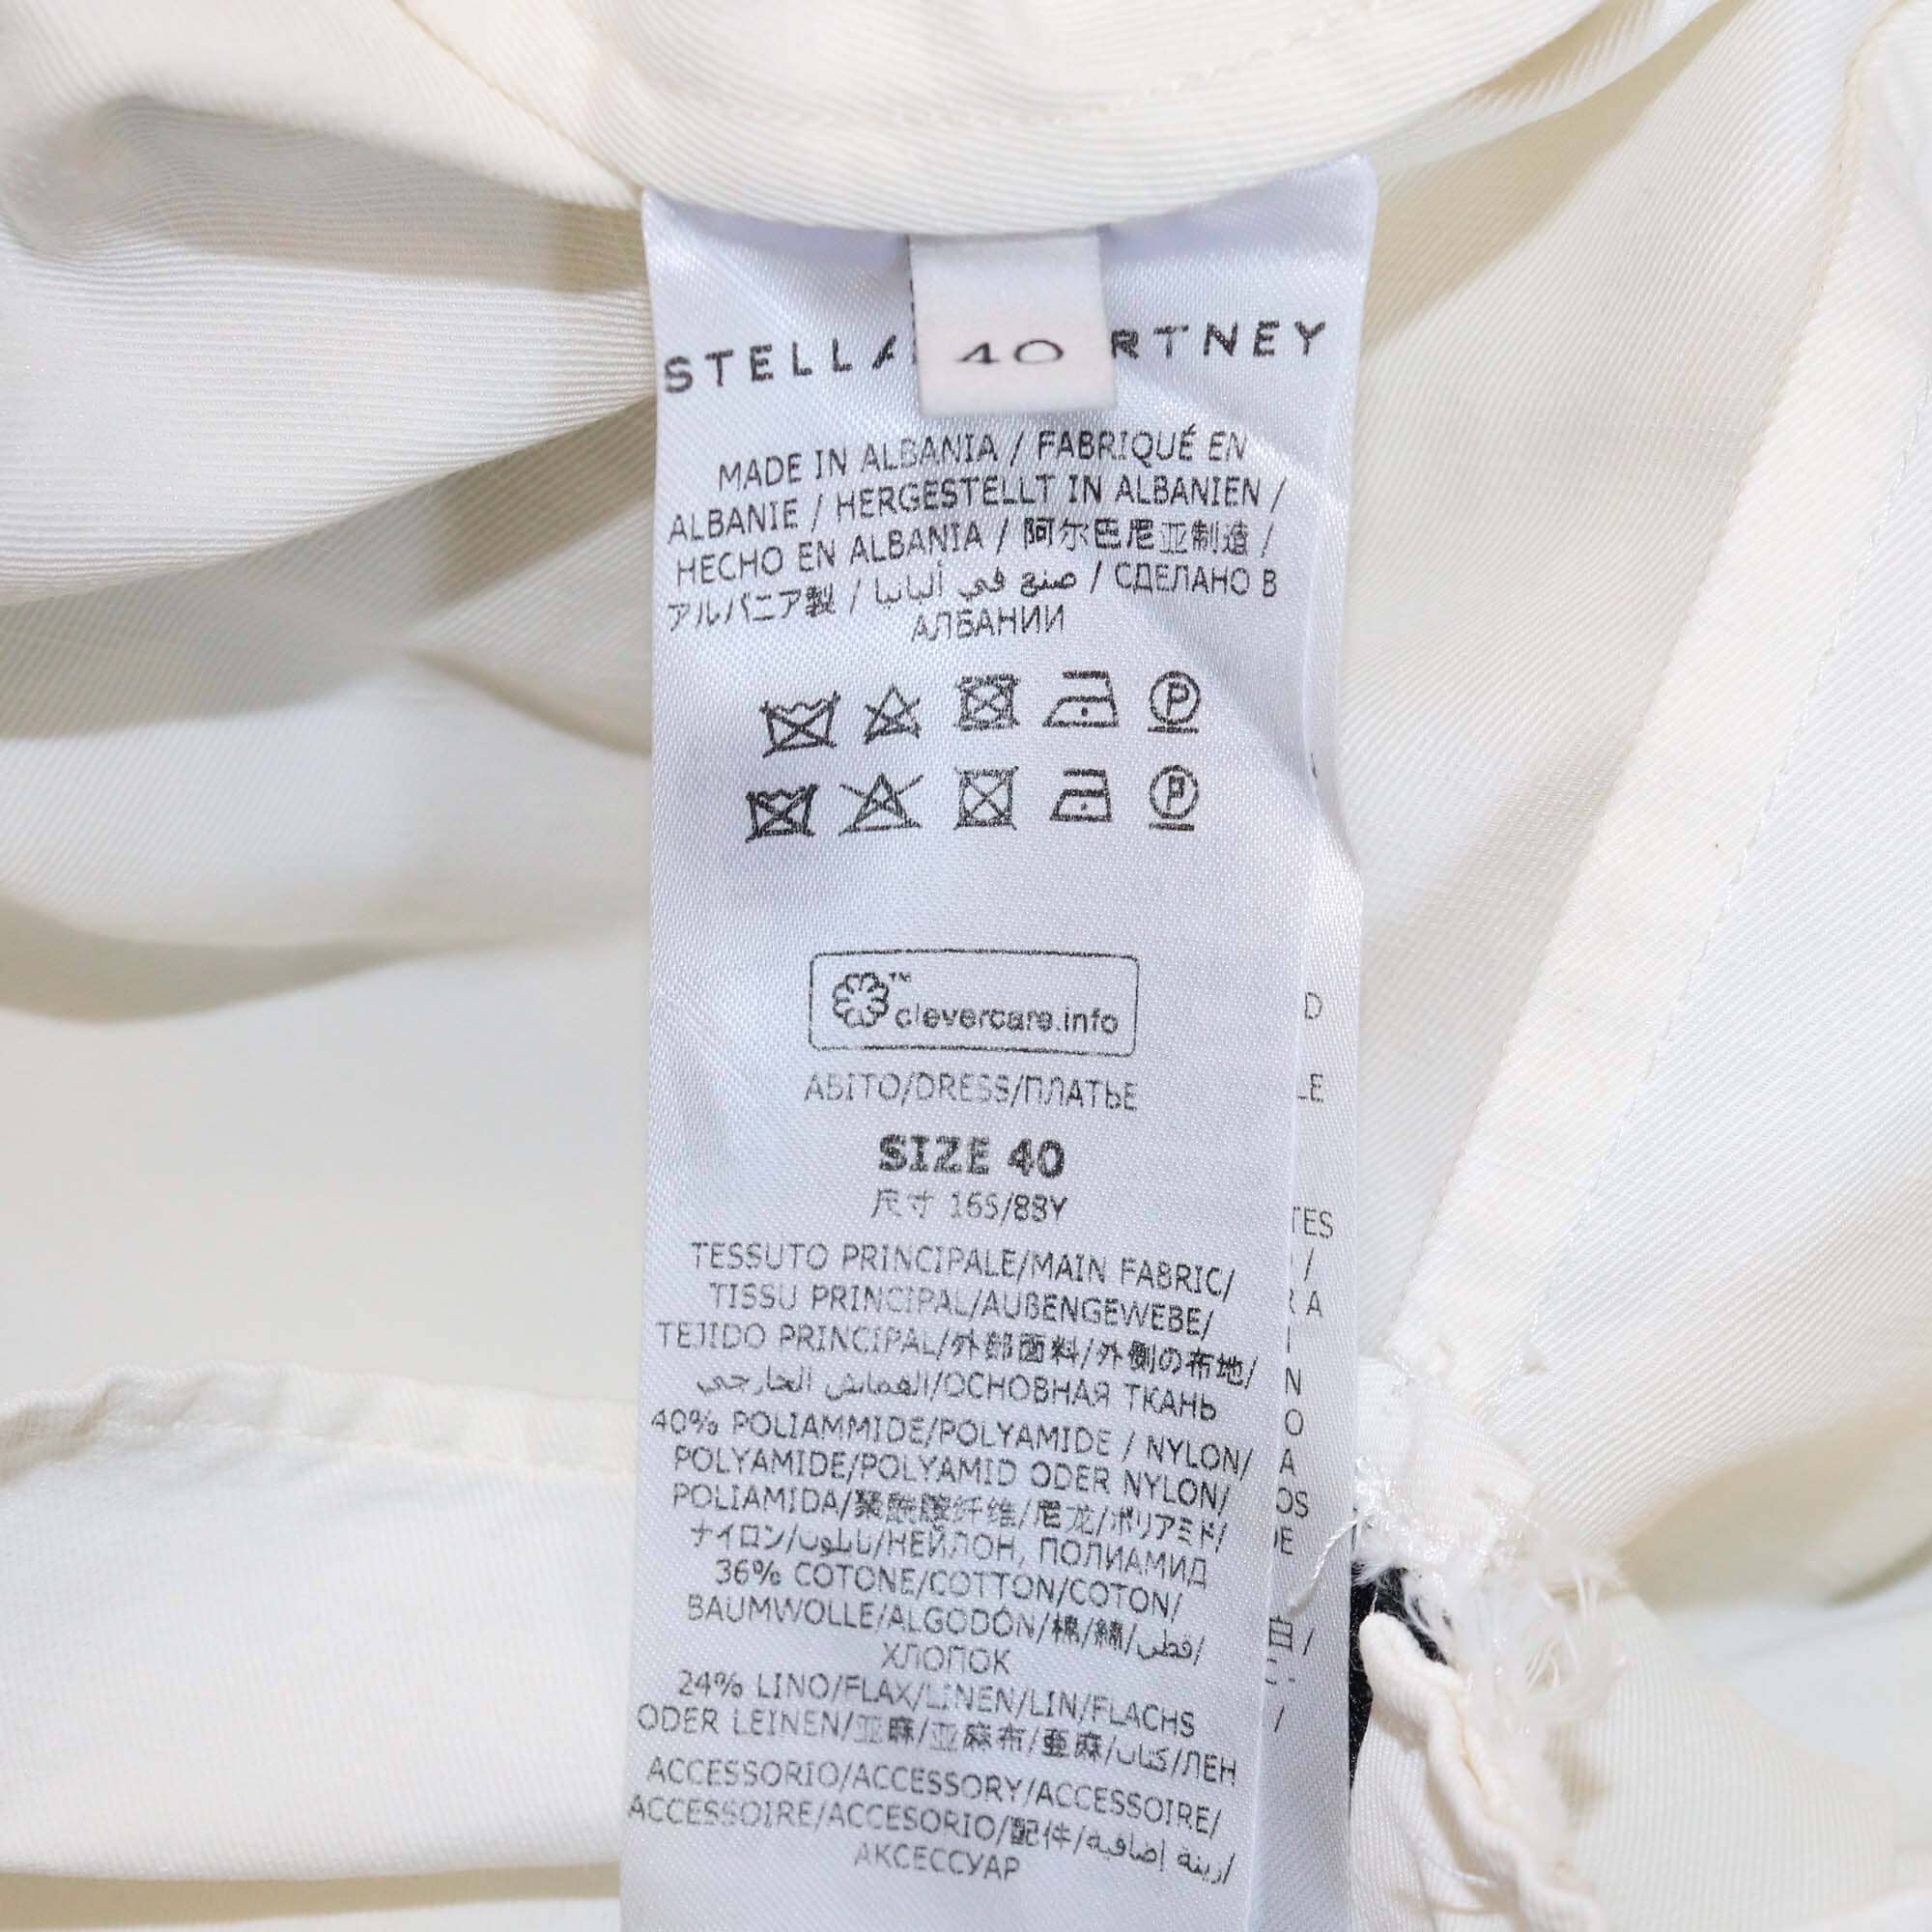 40
STELLA RTNEY
MADE IN ALBANIA / FABRIQUÉ EN
ALBANIE / HERGESTELLT IN ALBANIEN /
HECHO EN ALBANIA / 阿尔巴尼亚制造 /
アルバニア製 / صنع في ألبانيا / СДЕЛАНО В
АЛБАНИИ
P
P
™
clevercare.info
ABITO/DRESS/ПЛАТЬЕ
SIZE 40
尺寸 165/88Y
TESSUTO PRINCIPALE/MAIN FABRIC/
TISSU PRINCIPAL/AUßENGEWEBE/
TEJIDO PRINCIPAL/外部面料/外側の布地/
القماش الخارجي/ОСНОВНАЯ ТКАНЬ
40% POLIAMMIDE/POLYAMIDE / NYLON/
POLYAMIDE/POLYAMID ODER NYLON/
POLIAMIDA/聚酰胺纤维/尼龙/ポリアミド/
ナイロン/نايلون/НЕЙЛОН, ПОЛИАМИД
36% COTONE/COTTON/COTON/
BAUMWOLLE/ALGODÓN/棉/綿/قطن/
ХЛОПОК
24% LINO/FLAX/LINEN/LIN/FLACHS
ODER LEINEN/亚麻/亚麻布/亜麻/كتان/ЛЕН
ACCESSORIO/ACCESSORY/ACCESSOIRE/
ACCESSOIRE/ACCESORIO/配件/زينة إضافية/
АКСЕССУАР